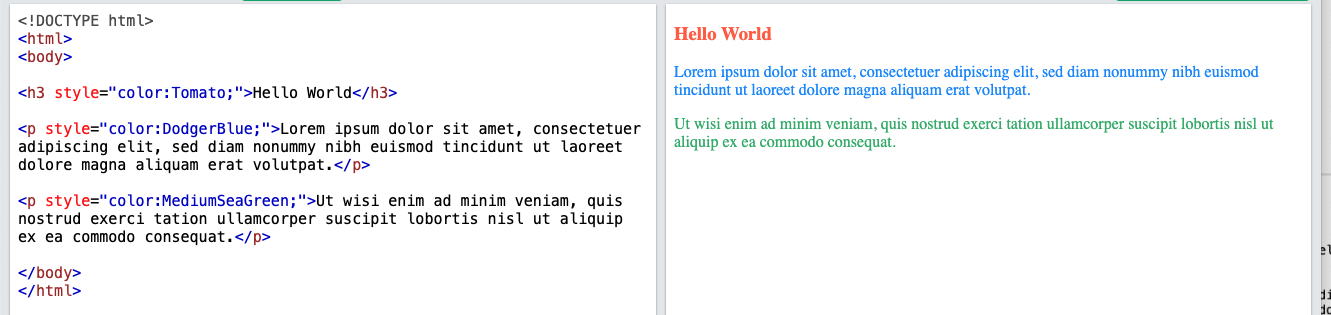 <!DOCTYPE html>
<html>
<body>
<h3 style="color:Tomato;">Hello World</h3>
<p style="color:DodgerBlue;">Lorem ipsum dolor sit amet, consectetuer
adipiscing elit, sed diam nonummy nibh euismod tincidunt ut laoreet
dolore magna aliquam erat volutpat.</p>
<p style="color:MediumSeaGreen;">Ut wisi enim ad minim veniam, quis
nostrud exerci tation ullamcorper suscipit lobortis nisl ut aliquip
ex ea commodo consequat.</p>
</body>
</html>
Hello World
Lorem ipsum dolor sit amet, consectetuer adipiscing elit, sed diam nonummy nibh euismod
tincidunt ut laoreet dolore magna aliquam erat volutpat.
Ut wisi enim ad minim veniam, quis nostrud exerci tation ullamcorper suscipit lobortis nisl ut
aliquip ex ea commodo consequat.